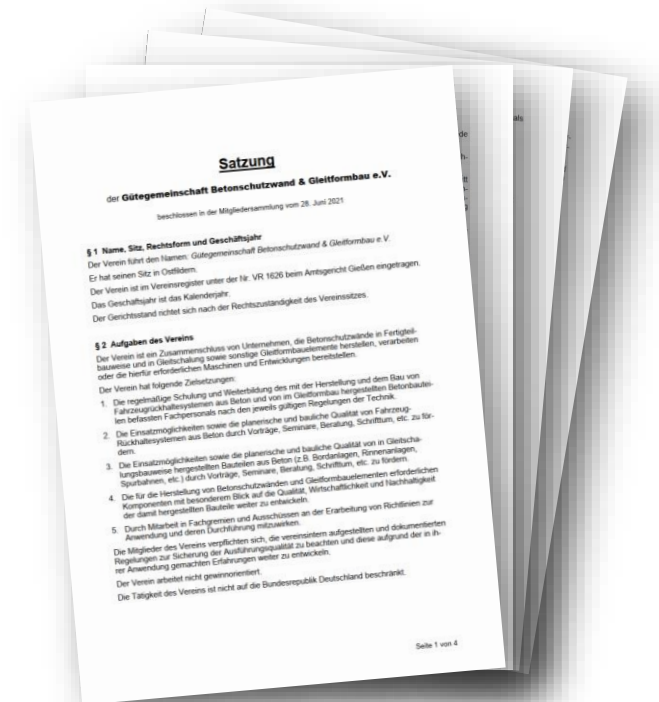 Satzung
der Gütegemeinschaft Betonschutzwand & Gleitformbau e.V.
beschlossen in der Mitgliedersammlung vom 28. Juni 2021
§ 1 Name, Sitz, Rechtsform und Geschäftsjahr
Der Verein führt den Namen: Gütegemeinschaft Betonschutzwand & Gleitformbau e.V.
Er hat seinen Sitz in Ostfildern.
Der Verein ist im Vereinsregister unter der Nr. VR 1626 beim Amtsgericht Gießen eingetragen.
Das Geschäftsjahr ist das Kalenderjahr.
Der Gerichtsstand richtet sich nach der Rechtszuständigkeit des Vereinssitzes.
§ 2 Aufgaben des Vereins
Der Verein ist ein Zusammenschluss von Unternehmen, die Betonschutzwände in Fertigteil-
bauweise und in Gleitschalung sowie sonstige Gleitformbauelemente herstellen, verarbeiten
oder die hierfür erforderlichen Maschinen und Entwicklungen bereitstellen.
Der Verein hat folgende Zielsetzungen:
1. Die regelmäßige Schulung und Weiterbildung des mit der Herstellung und dem Bau von
Fahrzeugrückhaltesystemen aus Beton und von im Gleitformbau hergestellten Betonbautei-
len befassten Fachpersonals nach den jeweils gültigen Regelungen der Technik.
2. Die Einsatzmöglichkeiten sowie die planerische und bauliche Qualität von Fahrzeug-
Rückhaltesystemen aus Beton durch Vorträge, Seminare, Beratung, Schrifttum, etc. zu för-
dern.
3. Die Einsatzmöglichkeiten sowie die planerische und bauliche Qualität von in Gleitscha-
lungsbauweise hergestellten Bauteilen aus Beton (z.B. Bordanlagen, Rinnenanlagen,
Spurbahnen, etc.) durch Vorträge, Seminare, Beratung, Schrifttum, etc. zu fördern.
4. Die für die Herstellung von Betonschutzwänden und Gleitformbauelementen erforderlichen
Komponenten mit besonderem Blick auf die Qualität, Wirtschaftlichkeit und Nachhaltigkeit
der damit hergestellten Bauteile weiter zu entwickeln.
5. Durch Mitarbeit in Fachgremien und Ausschüssen an der Erarbeitung von Richtlinien zur
Anwendung und deren Durchführung mitzuwirken.
Die Mitglieder des Vereins verpflichten sich, die vereinsintern aufgestellten und dokumentierten
Regelungen zur Sicherung der Ausführungsqualität zu beachten und diese aufgrund der in ih-
rer Anwendung gemachten Erfahrungen weiter zu entwickeln.
Der Verein arbeitet nicht gewinnorientiert.
Die Tätigkeit des Vereins ist nicht auf die Bundesrepublik Deutschland beschränkt.
Seite 1 von 4
als
de